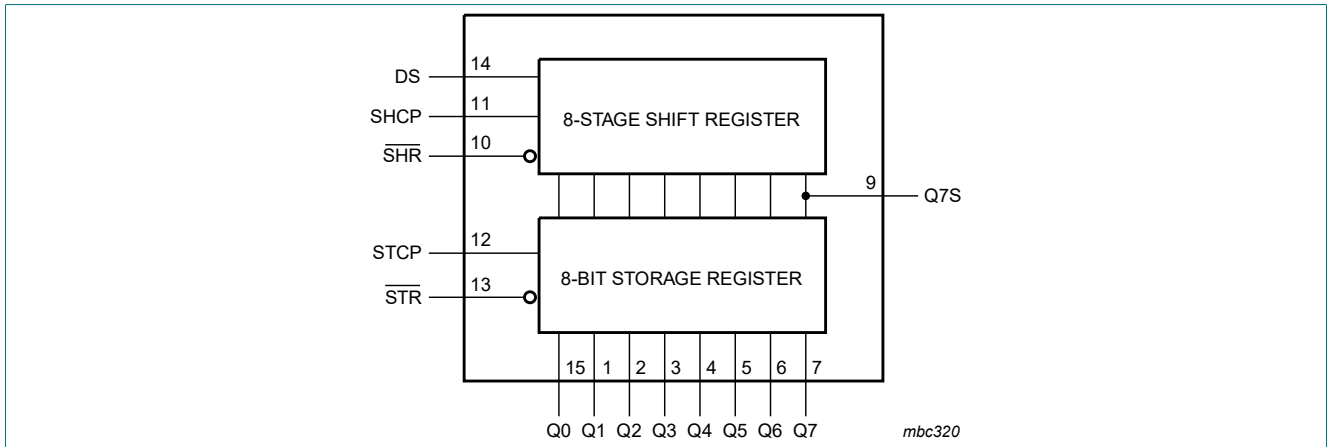 14
DS
11
SHCP
8-STAGE SHIFT REGISTER
10
SHR
9
Q7S
12
STCP
8-BIT STORAGE REGISTER
13
STR
15 1 2 3 4 5 6 7
Q0 Q1 Q2 Q3 Q4 Q5 Q6 Q7
mbc320